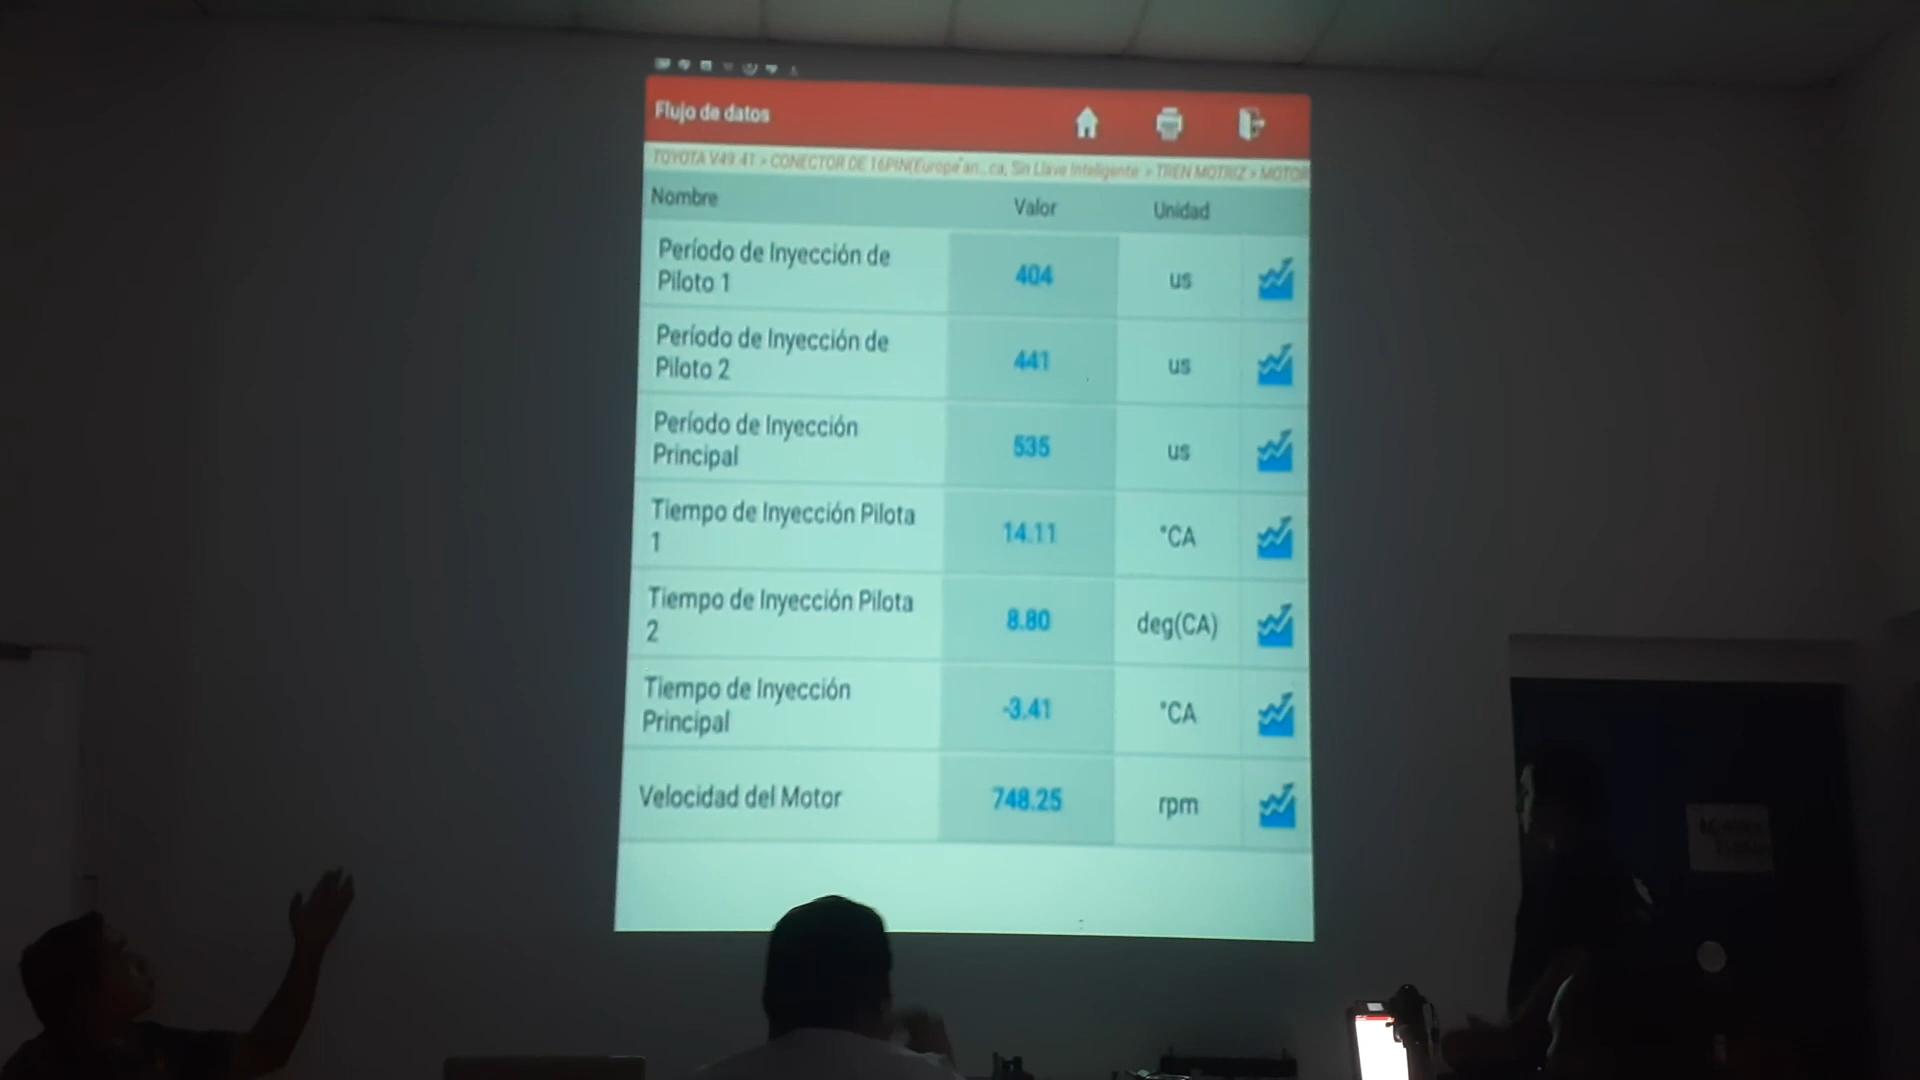 Flujo de datos
TOYOTA V49.41 > CONECTOR DE 16PIN(Europe an...ca, Sin Llave Inteligente > TREN MOTRIZ > MOTOR
Nombre Valor Unidad
Período de Inyección de
Piloto 1
404 us
Período de Inyección de
Piloto 2
441 us
Período de Inyección
Principal
535 us
Tiempo de Inyección Pilota
1
14.11 °CA
Tiempo de Inyección Pilota
2
8.80 deg(CA)
Tiempo de Inyección
Principal
-3.41 °CA
Velocidad del Motor 748.25 rpm